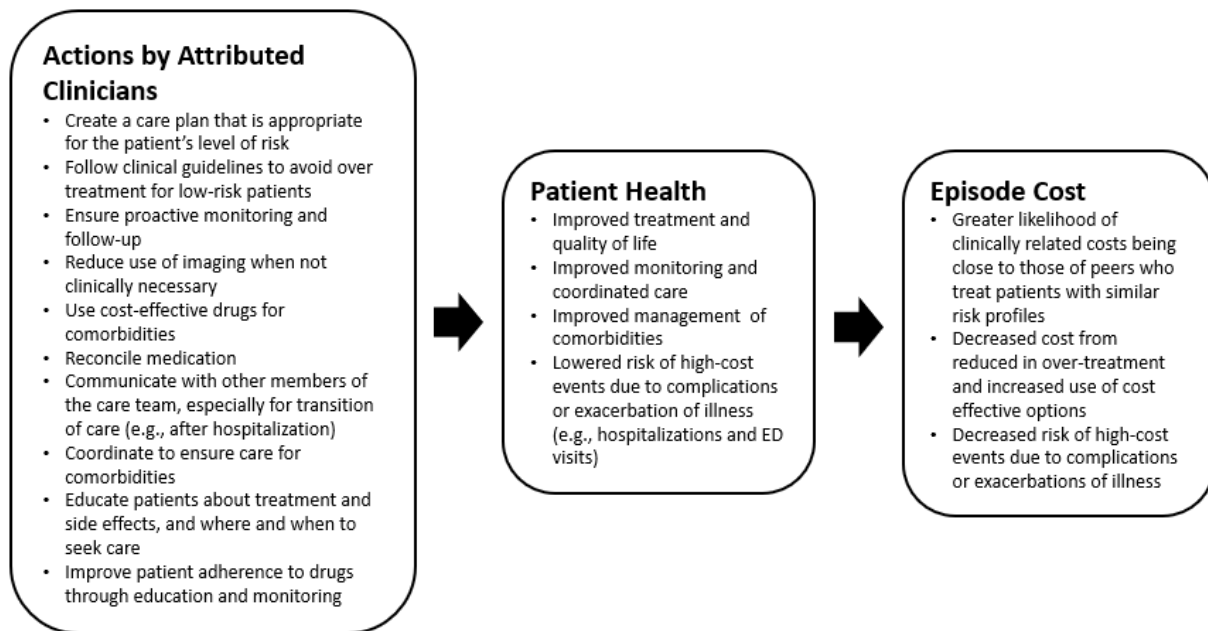 Actions by Attributed
Clinicians
• Create a care plan that is appropriate
for the patient's level of risk
• Follow clinical guidelines to avoid over
treatment for low-risk patients
• Ensure proactive monitoring and
follow-up
• Reduce use of imaging when not
clinically necessary
• Use cost-effective drugs for
comorbidities
• Reconcile medication
• Communicate with other members of
the care team, especially for transition
of care (e.g., after hospitalization)
• Coordinate to ensure care for
comorbidities
• Educate patients about treatment and
side effects, and where and when to
seek care
• Improve patient adherence to drugs
through education and monitoring
Patient Health
• Improved treatment and
quality of life
• Improved monitoring and
coordinated care
• Improved management of
comorbidities
• Lowered risk of high-cost
events due to complications
or exacerbation of illness
(e.g., hospitalizations and ED
visits)
Episode Cost
• Greater likelihood of
clinically related costs being
close to those of peers who
treat patients with similar
risk profiles
• Decreased cost from
reduced in over-treatment
and increased use of cost
effective options
• Decreased risk of high-cost
events due to complications
or exacerbations of illness